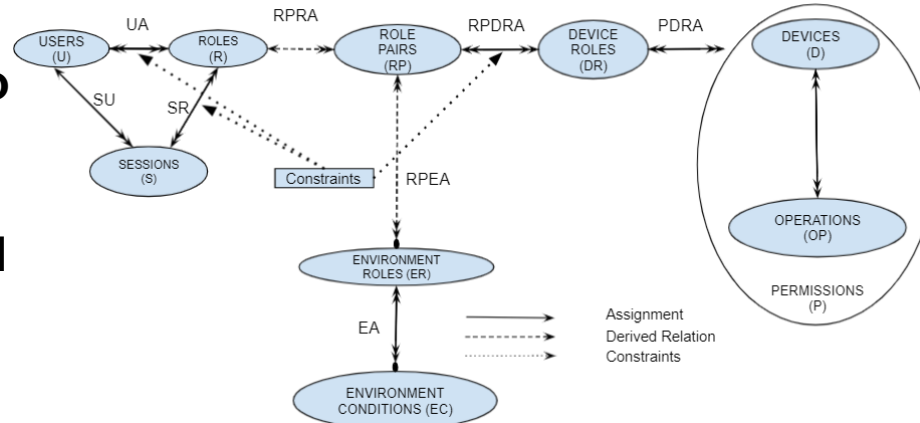 UA
RPRA
RPDRA
PDRA
USERS
(U)
ROLES
(R)
ROLE
PAIRS
(RP)
DEVICE
ROLES
(DR)
DEVICES
(D)
SU
SR
SESSIONS
(S)
Constraints
RPEA
OPERATIONS
(OP)
PERMISSIONS
(P)
ENVIRONMENT
ROLES (ER)
EA
ENVIRONMENT
CONDITIONS (EC)
Assignment
Derived Relation
Constraints